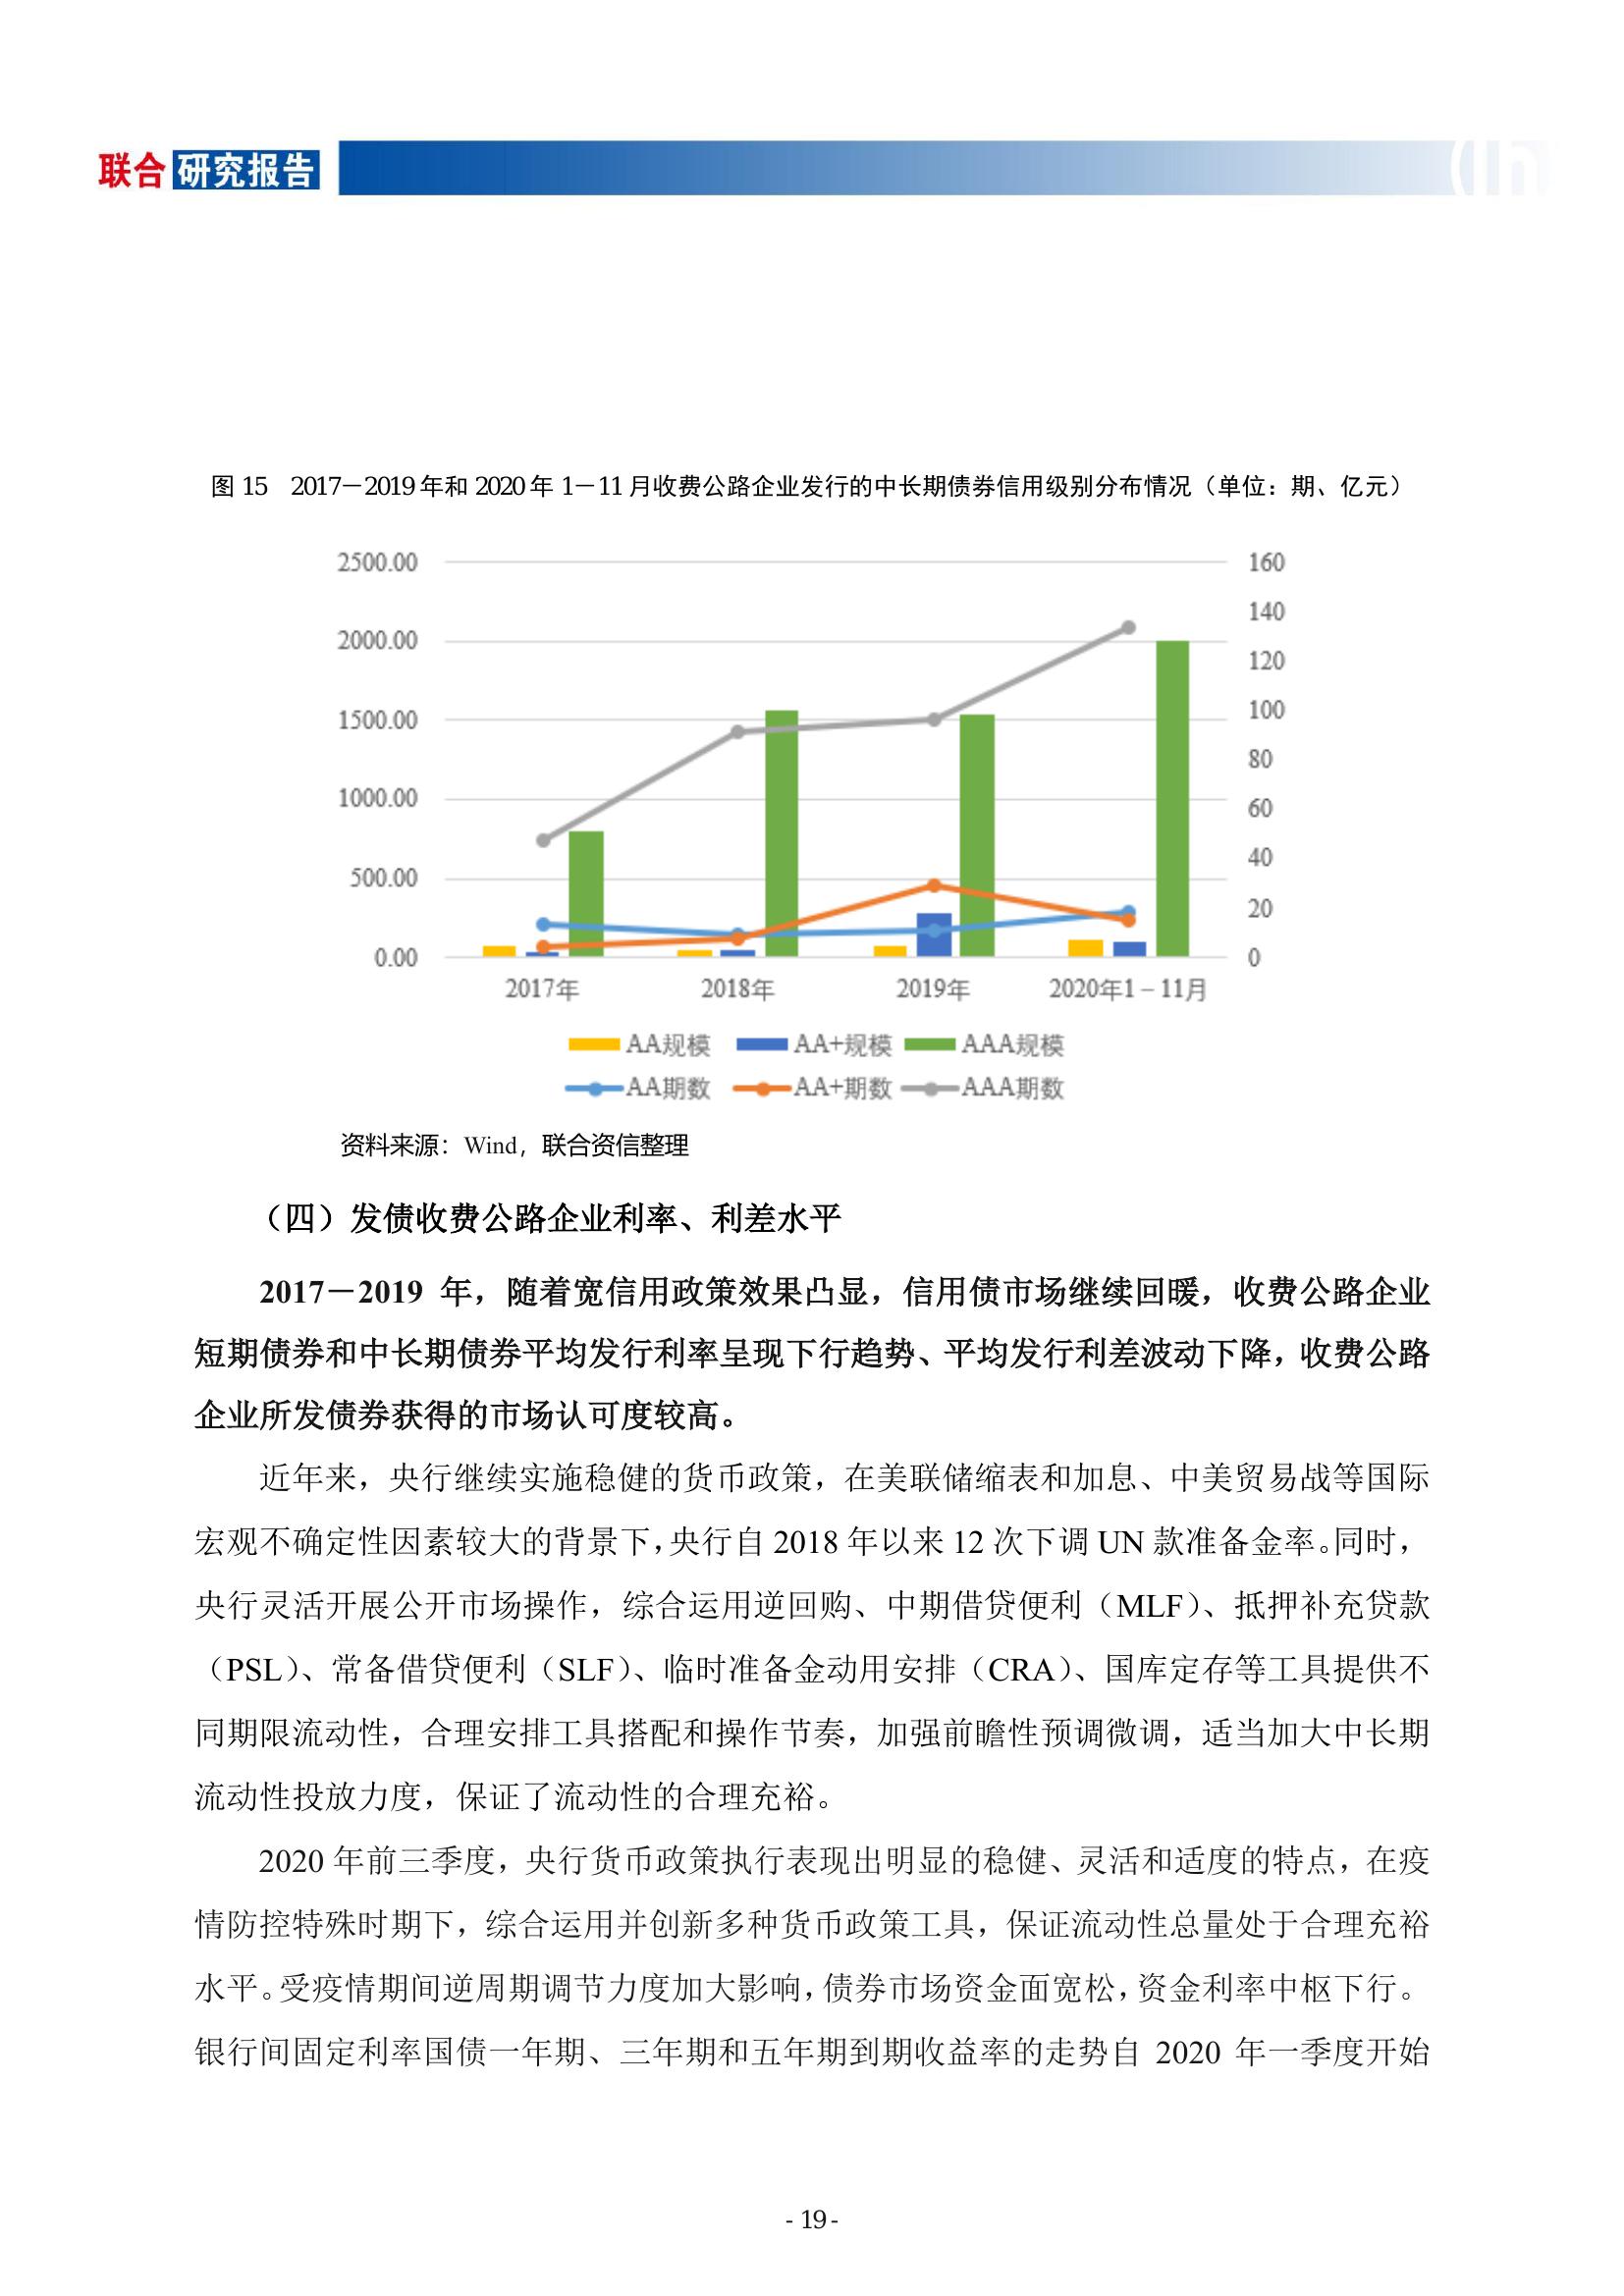 联合研究报告
图 15 2017－2019 年和 2020 年 1－11 月收费公路企业发行的中长期债券信用级别分布情况（单位：期、亿元）
2500.00
2000.00
1500.00
1000.00
500.00
0.00
160
140
120
100
80
60
40
20
0
2017年 2018年 2019年 2020年1－11月
AA规模 AA+规模 AAA规模
AA期数 AA+期数 AAA期数
资料来源：Wind，联合资信整理
（四）发债收费公路企业利率、利差水平
2017－2019 年，随着宽信用政策效果凸显，信用债市场继续回暖，收费公路企业
短期债券和中长期债券平均发行利率呈现下行趋势、平均发行利差波动下降，收费公路
企业所发债券获得的市场认可度较高。
近年来，央行继续实施稳健的货币政策，在美联储缩表和加息、中美贸易战等国际
宏观不确定性因素较大的背景下，央行自 2018 年以来 12 次下调 UN 款准备金率。同时，
央行灵活开展公开市场操作，综合运用逆回购、中期借贷便利（MLF）、抵押补充贷款
（PSL）、常备借贷便利（SLF）、临时准备金动用安排（CRA）、国库定存等工具提供不
同期限流动性，合理安排工具搭配和操作节奏，加强前瞻性预调微调，适当加大中长期
流动性投放力度，保证了流动性的合理充裕。
2020 年前三季度，央行货币政策执行表现出明显的稳健、灵活和适度的特点，在疫
情防控特殊时期下，综合运用并创新多种货币政策工具，保证流动性总量处于合理充裕
水平。受疫情期间逆周期调节力度加大影响，债券市场资金面宽松，资金利率中枢下行。
银行间固定利率国债一年期、三年期和五年期到期收益率的走势自 2020 年一季度开始
- 19 -